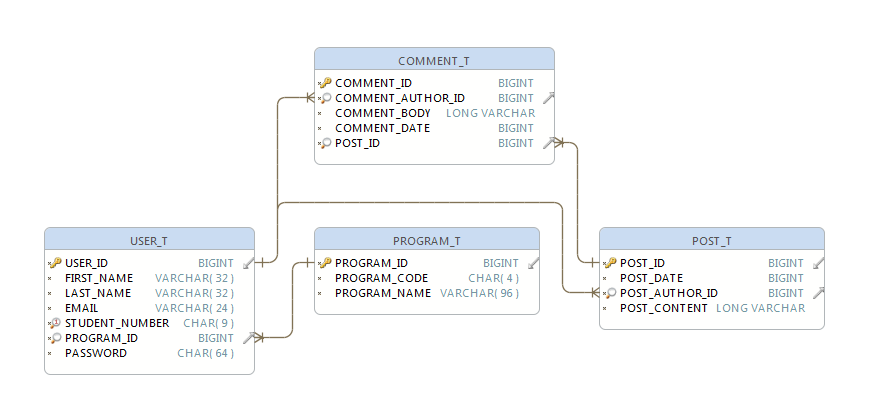 COMMENT_T
COMMENT_ID BIGINT
COMMENT_AUTHOR_ID BIGINT
COMMENT_BODY LONG VARCHAR
COMMENT_DATE BIGINT
POST_ID BIGINT
USER_T
USER_ID BIGINT
FIRST_NAME VARCHAR( 32 )
LAST_NAME VARCHAR( 32 )
EMAIL VARCHAR( 24 )
STUDENT_NUMBER CHAR( 9 )
PROGRAM_ID BIGINT
PASSWORD CHAR( 64 )
PROGRAM_T
PROGRAM_ID BIGINT
PROGRAM_CODE CHAR( 4 )
PROGRAM_NAME VARCHAR( 96 )
POST_T
POST_ID BIGINT
POST_DATE BIGINT
POST_AUTHOR_ID BIGINT
POST_CONTENT LONG VARCHAR